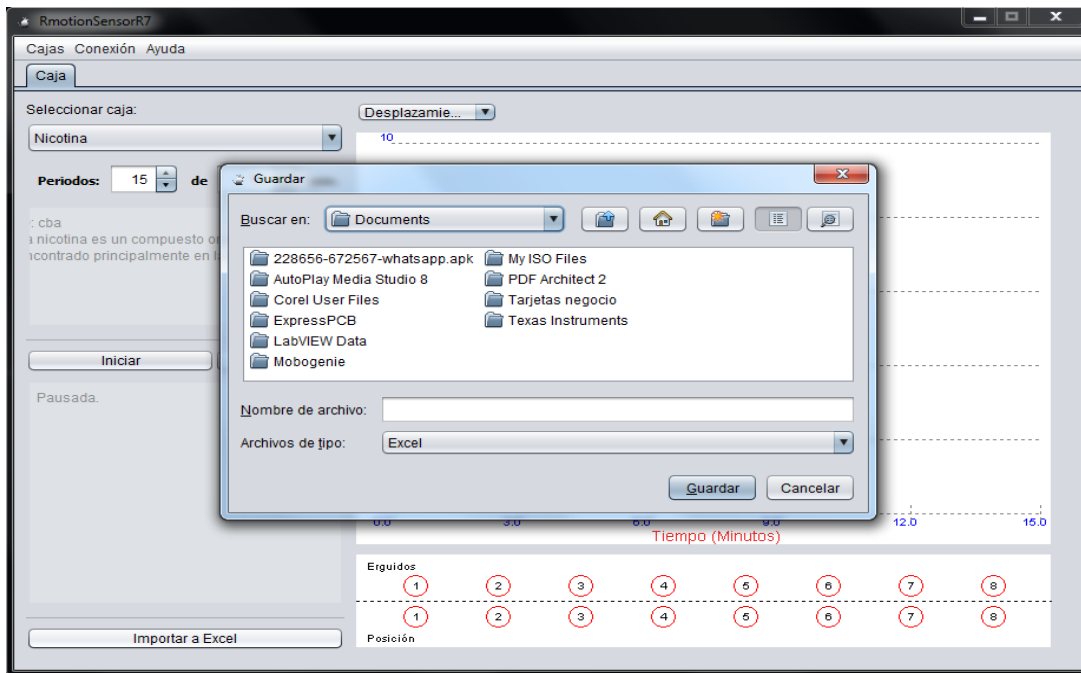 RmotionSensorR7
Cajas Conexión Ayuda
Caja
Seleccionar caja:
Nicotina
Periodos: 15 de
: cba
nicotina es un compuesto
principalmente en
Iniciar
Pausada.
Importar a Excel
Desplazamie...
10
Guardar
Buscar en: Documents
228656-672567-whatsapp.apk
AutoPlay Media Studio 8
Corel User Files
ExpressPCB
LabVIEW Data
Mobogenie
My ISO Files
PDF Architect 2
Tarjetas negocio
Texas Instruments
Nombre de archivo:
Archivos de tipo: Excel
Guardar Cancelar
0.0 3.0 6.0 9.0 12.0 15.0
Tiempo (Minutos)
Erguidos
1 2 3 4 5 6 7 8
1 2 3 4 5 6 7 8
Posición